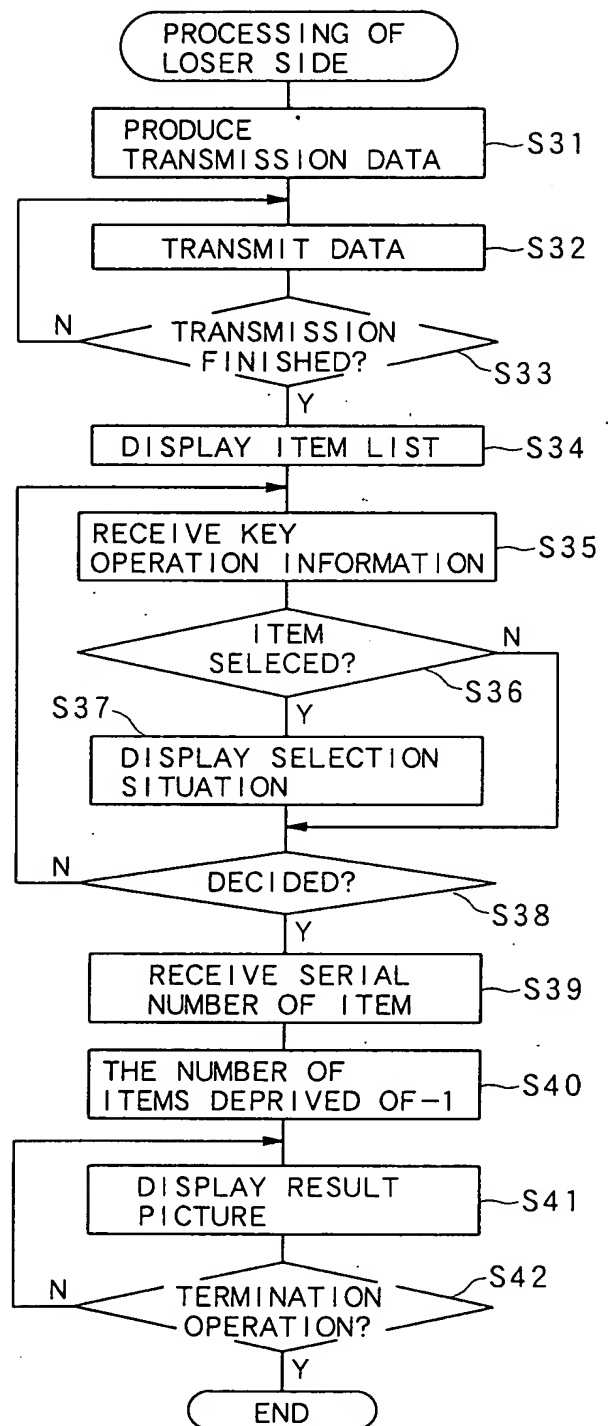 PROCESSING OF
LOSER SIDE
PRODUCE
TRANSMISSION DATA
S31
TRANSMIT DATA
S32
N
TRANSMISSION
FINISHED?
S33
Y
DISPLAY ITEM LIST
S34
RECEIVE KEY
OPERATION INFORMATION
S35
ITEM
SELECED?
N
S36
S37
Y
DISPLAY SELECTION
SITUATION
N
DECIDED?
S38
Y
RECEIVE SERIAL
NUMBER OF ITEM
S39
THE NUMBER OF
ITEMS DEPRIVED OF-1
S40
DISPLAY RESULT
PICTURE
S41
N
TERMINATION
OPERATION?
S42
Y
END